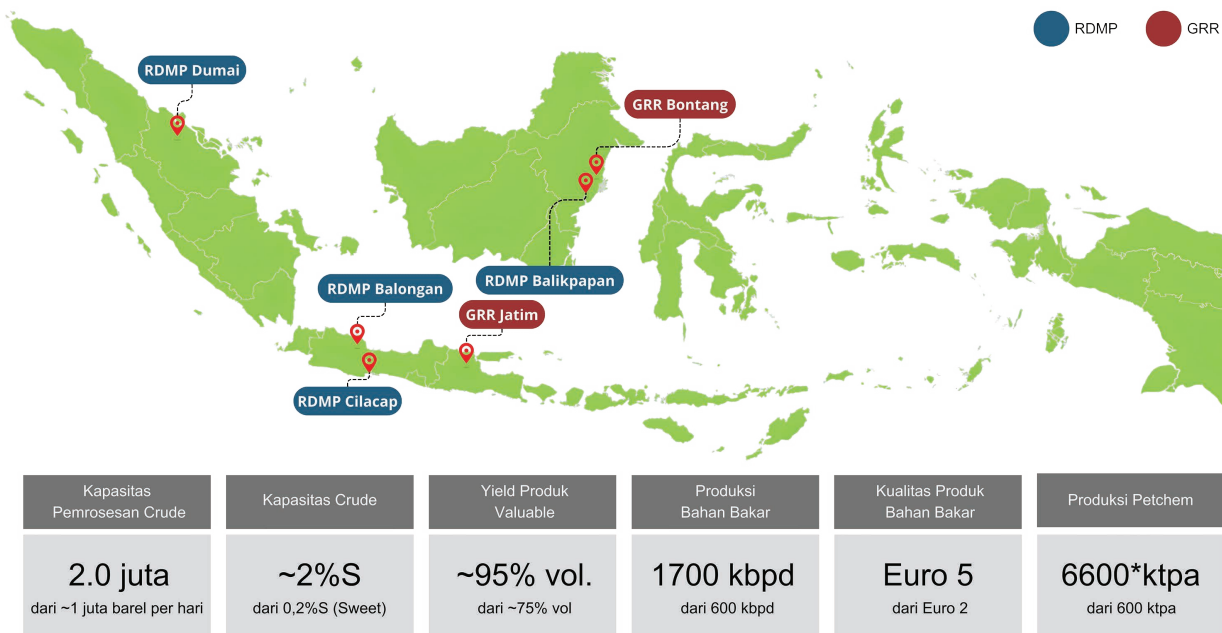 RDMP
GRR
RDMP Dumai
GRR Bontang
RDMP Balikpapan
RDMP Balongan
GRR Jatim
RDMP Cilacap
Kapasitas
Pemrosesan Crude
2.0 juta
dari ~1 juta barel per hari
Kapasitas Crude
~2%S
dari 0,2%S (Sweet)
Yield Produk
Valuable
~95% vol.
dari ~75% vol
Produksi
Bahan Bakar
1700 kbpd
dari 600 kbpd
Kualitas Produk
Bahan Bakar
Euro 5
dari Euro 2
Produksi Petchem
6600*ktpa
dari 600 ktpa